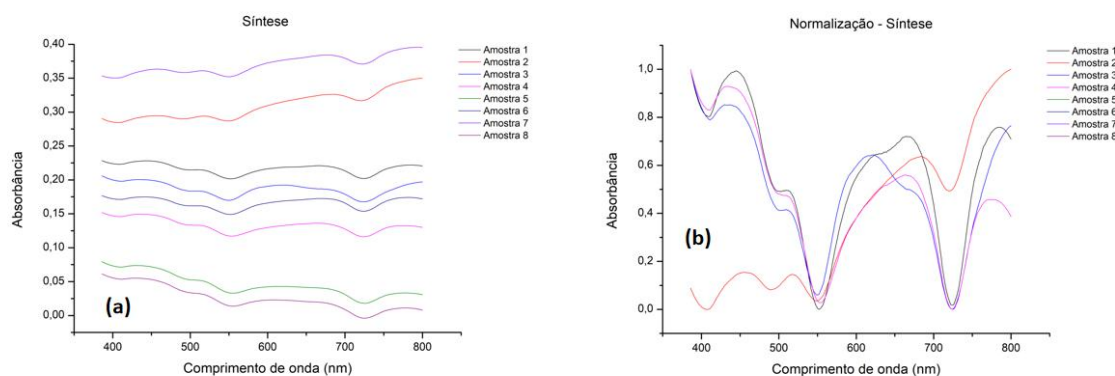 Síntese
0,40
0,35
0,30
0,25
0,20
0,15
0,10
0,05
0,00
Absorbância
400 500 600 700 800
Comprimento de onda (nm)
(a)
Amostra 1
Amostra 2
Amostra 3
Amostra 4
Amostra 5
Amostra 6
Amostra 7
Amostra 8
Normalização - Síntese
1,0
0,8
0,6
0,4
0,2
0,0
Absorbância
400 500 600 700 800
Comprimento de onda (nm)
(b)
Amostra 1
Amostra 2
Amostra 3
Amostra 4
Amostra 5
Amostra 6
Amostra 7
Amostra 8